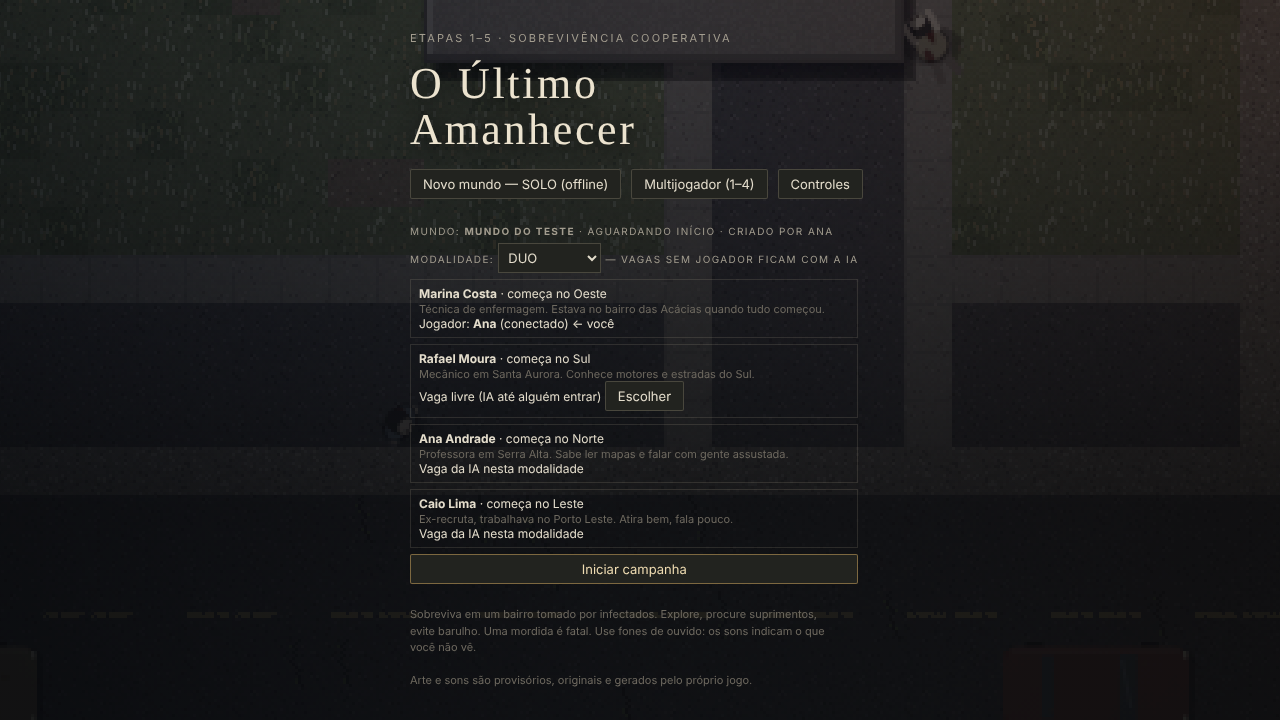 ETAPAS 1–5 · SOBREVIVÊNCIA COOPERATIVA
O Último
Amanhecer
Novo mundo — SOLO (offline) Multijogador (1–4) Controles
MUNDO: MUNDO DO TESTE · AGUARDANDO INÍCIO · CRIADO POR ANA
MODALIDADE: DUO — VAGAS SEM JOGADOR FICAM COM A IA
Marina Costa · começa no Oeste
Técnica de enfermagem. Estava no bairro das Acácias quando tudo começou.
Jogador: Ana (conectado) ← você
Rafael Moura · começa no Sul
Mecânico em Santa Aurora. Conhece motores e estradas do Sul.
Vaga livre (IA até alguém entrar) Escolher
Ana Andrade · começa no Norte
Professora em Serra Alta. Sabe ler mapas e falar com gente assustada.
Vaga da IA nesta modalidade
Caio Lima · começa no Leste
Ex-recruta, trabalhava no Porto Leste. Atira bem, fala pouco.
Vaga da IA nesta modalidade
Iniciar campanha
Sobreviva em um bairro tomado por infectados. Explore, procure suprimentos,
evite barulho. Uma mordida é fatal. Use fones de ouvido: os sons indicam o que
você não vê.
Arte e sons são provisórios, originais e gerados pelo próprio jogo.